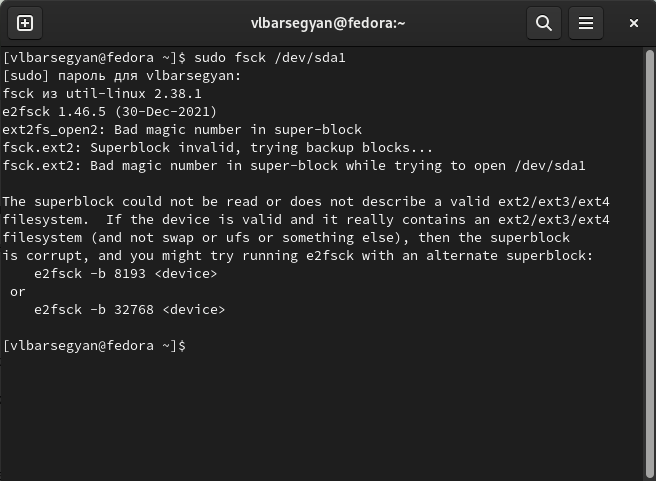 vlbarsegyan@fedora:~
[vlbarsegyan@fedora ~]$ sudo fsck /dev/sda1
[sudo] пароль для vlbarsegyan:
fsck из util-linux 2.38.1
e2fsck 1.46.5 (30-Dec-2021)
ext2fs_open2: Bad magic number in super-block
fsck.ext2: Superblock invalid, trying backup blocks...
fsck.ext2: Bad magic number in super-block while trying to open /dev/sda1

The superblock could not be read or does not describe a valid ext2/ext3/ext4
filesystem.  If the device is valid and it really contains an ext2/ext3/ext4
filesystem (and not swap or ufs or something else), then the superblock
is corrupt, and you might try running e2fsck with an alternate superblock:
    e2fsck -b 8193 <device>
 or
    e2fsck -b 32768 <device>

[vlbarsegyan@fedora ~]$